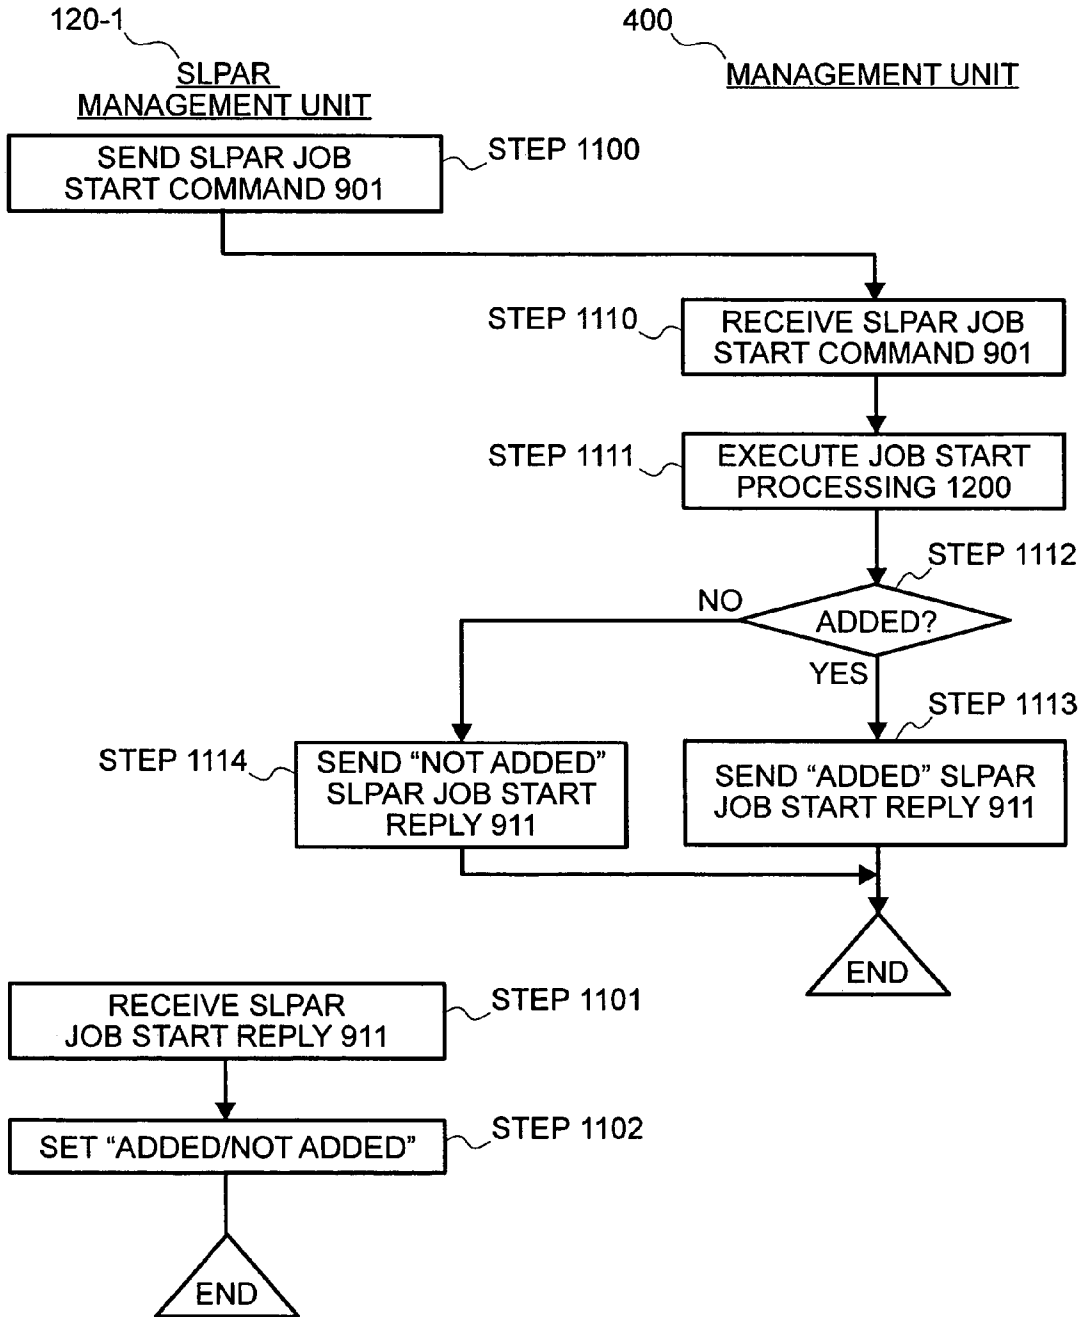 120-1
SLPAR
MANAGEMENT UNIT
400
MANAGEMENT UNIT
SEND SLPAR JOB
START COMMAND 901
STEP 1100
STEP 1110
RECEIVE SLPAR JOB
START COMMAND 901
STEP 1111
EXECUTE JOB START
PROCESSING 1200
STEP 1112
NO
ADDED?
YES
STEP 1113
STEP 1114
SEND “NOT ADDED”
SLPAR JOB START
REPLY 911
SEND “ADDED” SLPAR
JOB START REPLY 911
END
RECEIVE SLPAR
JOB START REPLY 911
STEP 1101
SET “ADDED/NOT ADDED”
STEP 1102
END